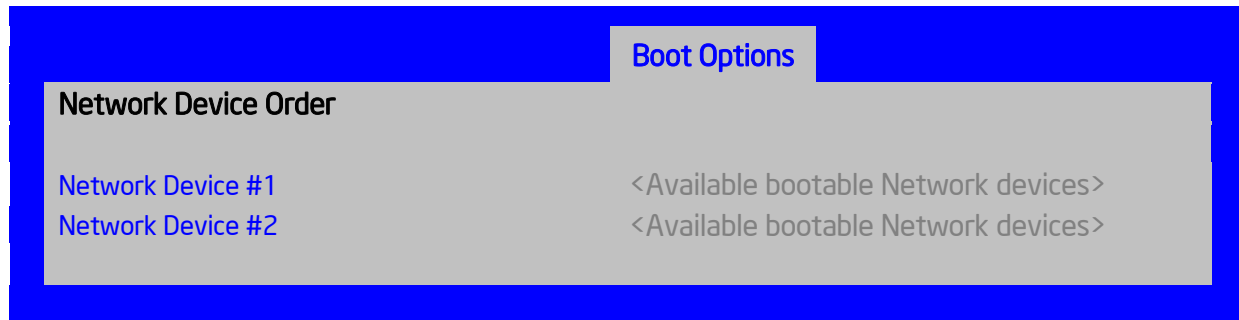 Boot Options
Network Device Order
Network Device #1 <Available bootable Network devices>
Network Device #2 <Available bootable Network devices>